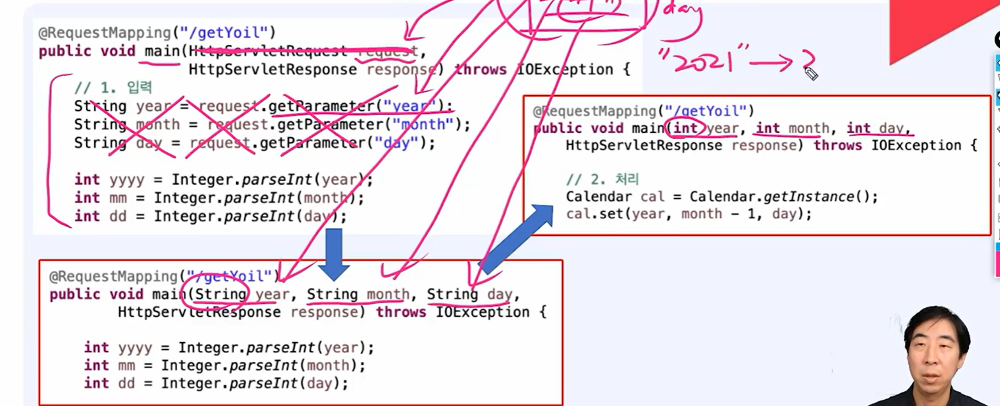 day
"2021" → 2
@RequestMapping("/getYoil")
public void main(HttpServletRequest request,
HttpServletResponse response) throws IOException {
// 1. 입력
String year = request.getParameter("year");
String month = request.getParameter("month");
String day = request.getParameter("day");
int yyyy = Integer.parseInt(year);
int mm = Integer.parseInt(month);
int dd = Integer.parseInt(day);
@RequestMapping("/getYoil")
public void main(int year, int month, int day,
HttpServletResponse response) throws IOException {
// 2. 처리
Calendar cal = Calendar.getInstance();
cal.set(year, month - 1, day);
@RequestMapping("/getYoil")
public void main(String year, String month, String day,
HttpServletResponse response) throws IOException {
int yyyy = Integer.parseInt(year);
int mm = Integer.parseInt(month);
int dd = Integer.parseInt(day);